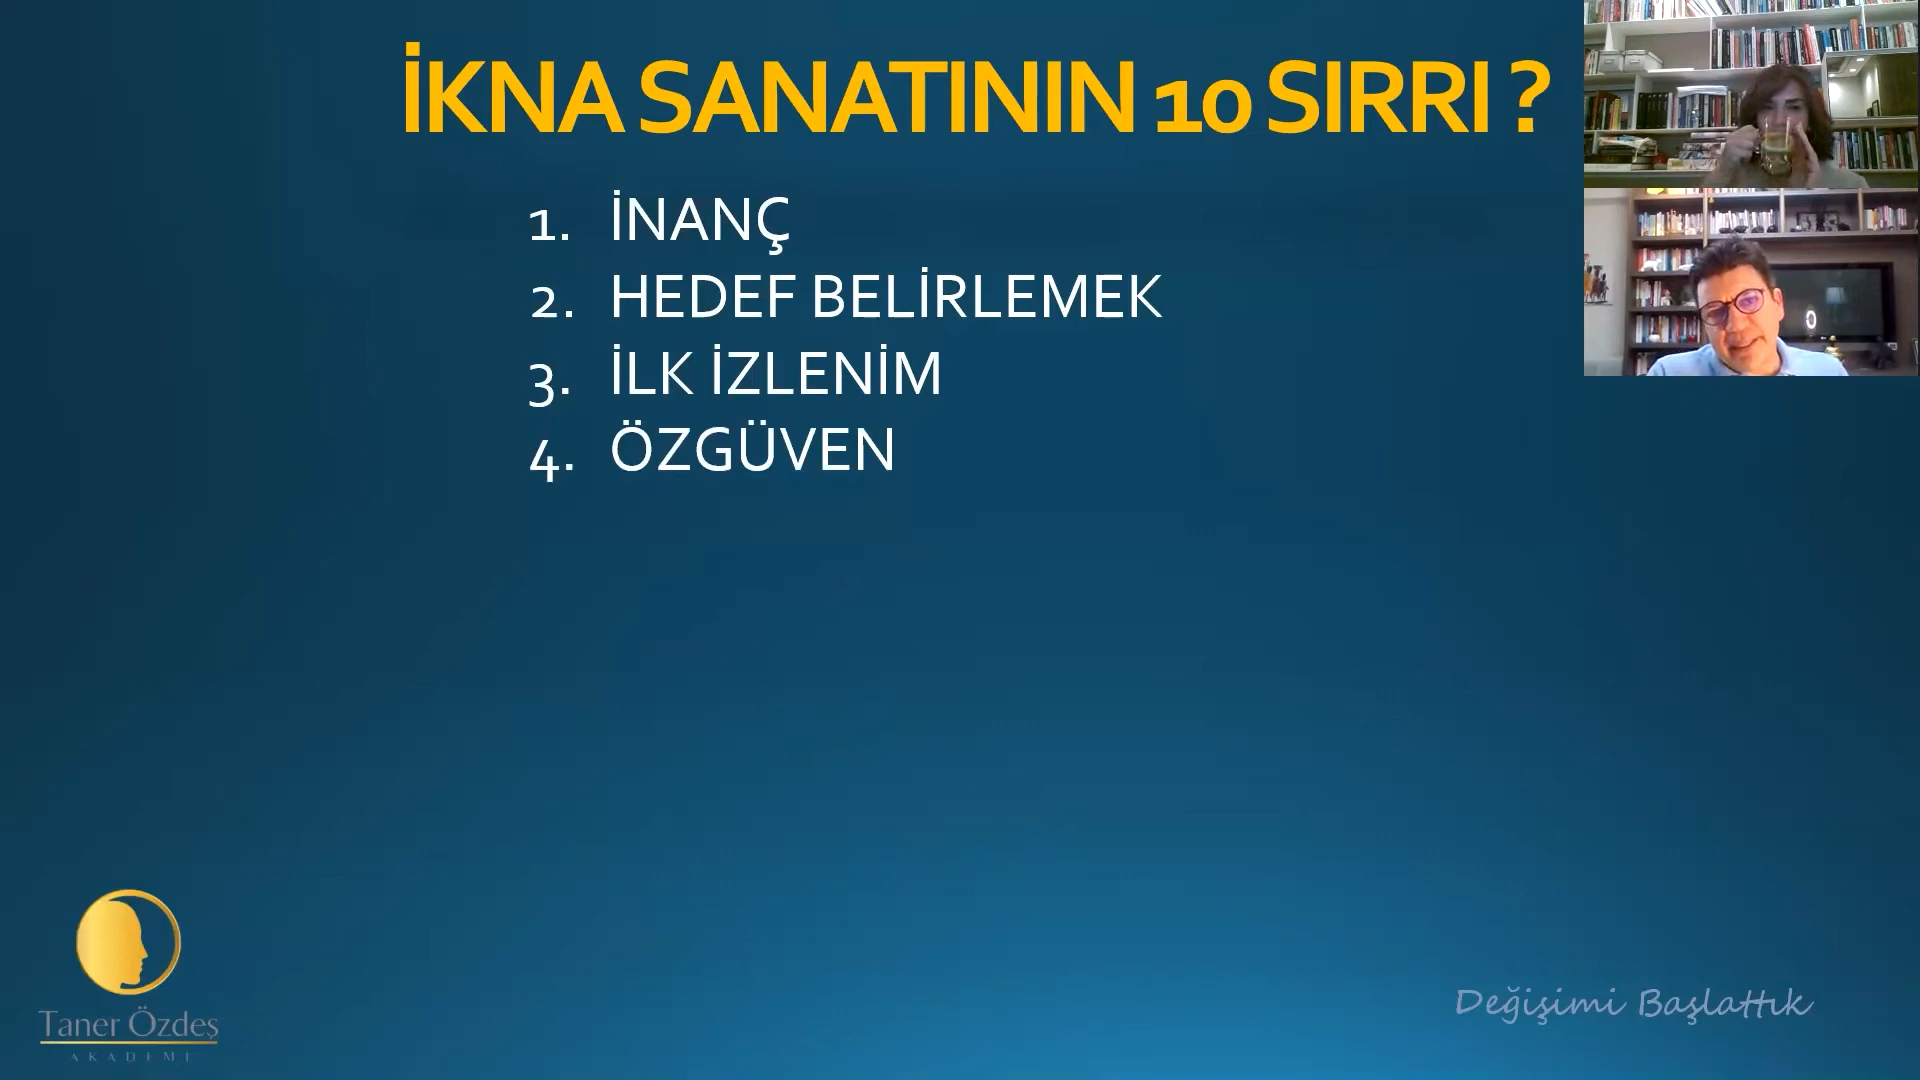 İKNA SANATININ 10 SIRRI ?
1. İNANÇ
2. HEDEF BELİRLEMEK
3. İLK İZLENİM
4. ÖZGÜVEN
Taner Özdeş
AKADEMİ
Değişimi Başlattık